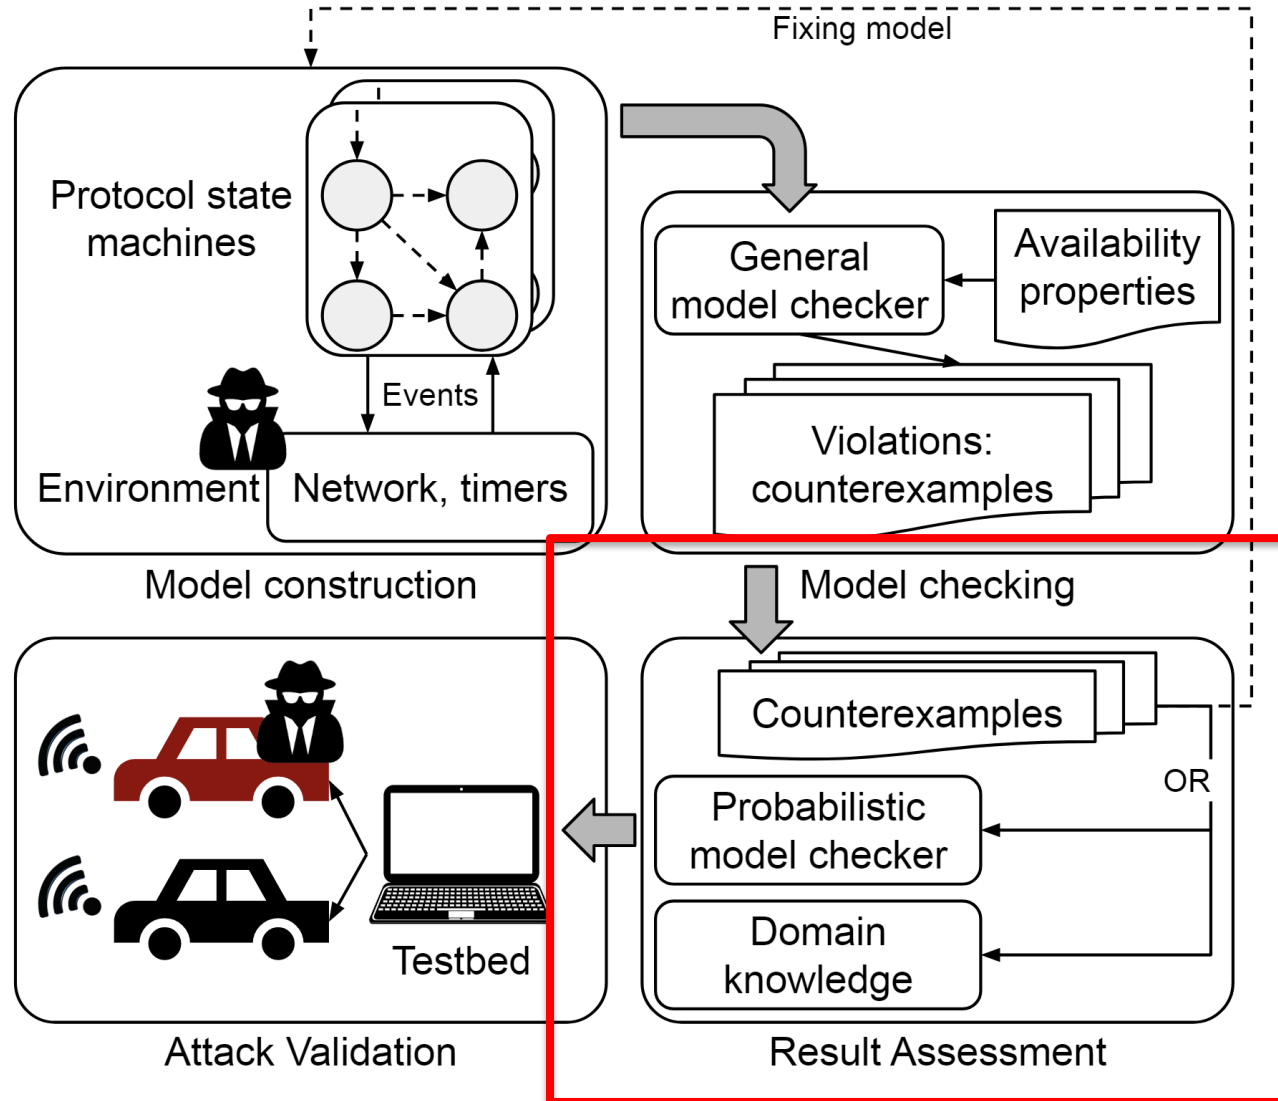 Fixing model
Protocol state
machines
Events
Environment
Network, timers
Model construction
General
model checker
Availability
properties
Violations:
counterexamples
Model checking
Counterexamples
OR
Probabilistic
model checker
Domain
knowledge
Result Assessment
Testbed
Attack Validation